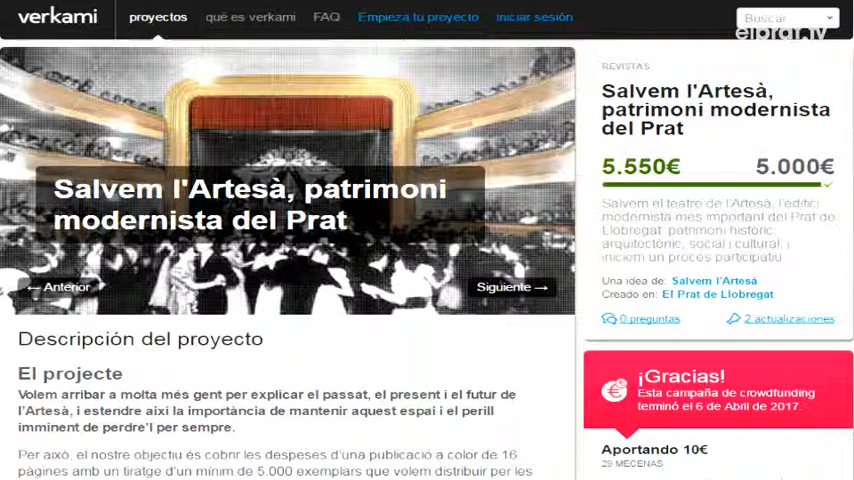 verkami
proyectos
qué es verkami
FAQ
Empieza tu proyecto
iniciar sesión
Buscar...
elprat.tv
Salvem l'Artesà, patrimoni
modernista del Prat
← Anterior
Siguiente →
Descripción del proyecto
El projecte
Volem arribar a molta més gent per explicar el passat, el present i el futur de
l'Artesà, i estendre així la importància de mantenir aquest espai i el perill
imminent de perdre'l per sempre.
Per això, el nostre objectiu és cobrir les despeses d'una publicació a color de 16
pàgines amb un tiratge d'un mínim de 5.000 exemplars que volem distribuir per les
REVISTAS
Salvem l'Artesà,
patrimoni modernista
del Prat
5.550€ 5.000€
Salvem el teatre de l'Artesà, l'edifici
modernista més important del Prat de
Llobregat: patrimoni històric,
arquitectònic, social i cultural, i
iniciem un procés participatiu
Una idea de: Salvem l'Artesà
Creado en: El Prat de Llobregat
0 preguntas
2 actualizaciones
¡Gracias!
Esta campaña de crowdfunding
terminó el 6 de Abril de 2017.
Aportando 10€
29 MECENAS